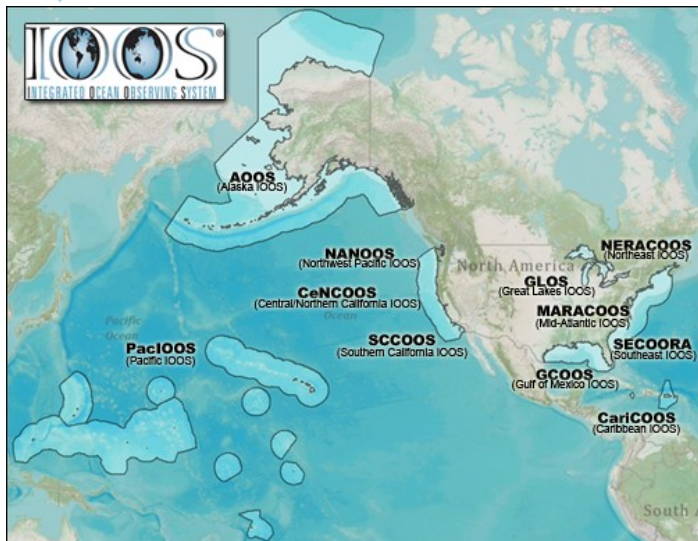 IOOS®
INTEGRATED OCEAN OBSERVING SYSTEM
AOOS
(Alaska IOOS)
NANOOS
(Northwest Pacific IOOS)
North America
NERACOOS
(Northeast IOOS)
GLOS
(Great Lakes IOOS)
CeNCOOS
(Central/Northern California IOOS)
Ocean
MARACOOS
(Mid-Atlantic IOOS)
Pacific
Ocean
SCCOOS
(Southern California IOOS)
SECOORA
(Southeast IOOS)
PacIOOS
(Pacific IOOS)
GCOOS
(Gulf of Mexico IOOS)
CariCOOS
(Caribbean IOOS)
South A